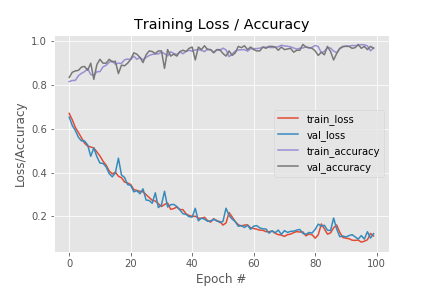 Training Loss / Accuracy
1.0
0.8
0.6
0.4
0.2
Loss/Accuracy
train_loss
val_loss
train_accuracy
val_accuracy
0 20 40 60 80 100
Epoch #